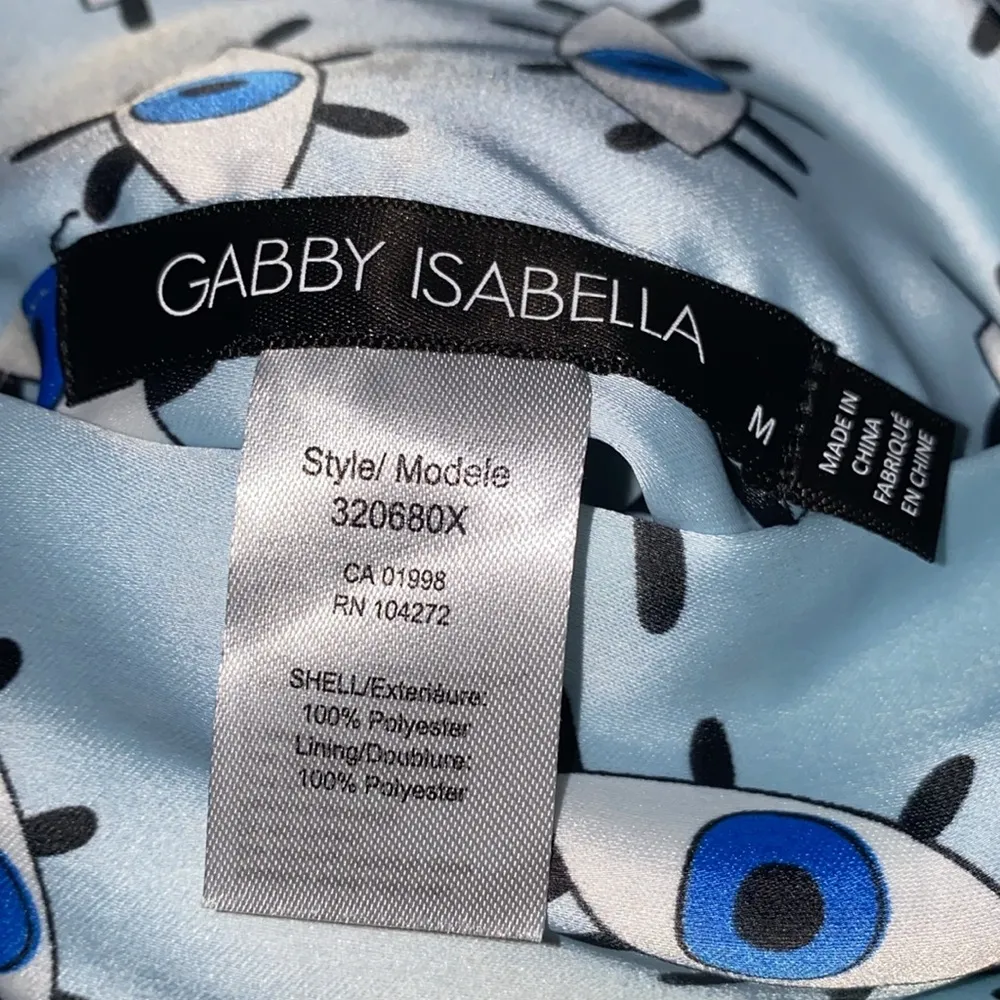 GABBY ISABELLA
M
MADE IN
CHINA
FABRIQUÉ
EN CHINE
Style/ Modele
320680X
CA 01998
RN 104272
SHELL/Exteriéure:
100% Polyester
Lining/Doublure:
100% Polyester